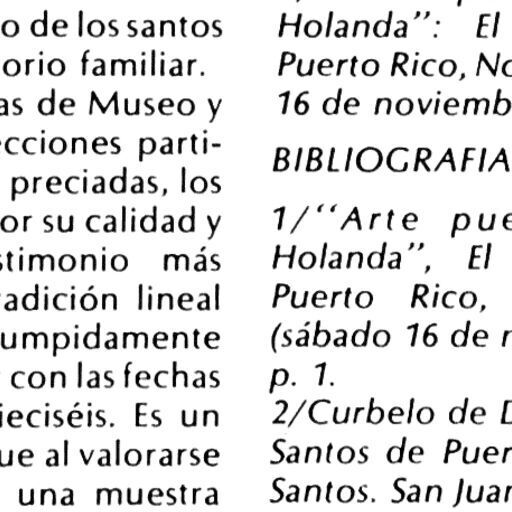 o de los santos
orio familiar.
as de Museo y
ecciones parti-
preciadas, los
or su calidad y
stimonio más
adición lineal
umpidamente
con las fechas
ieciséis. Es un
ue al valorarse
una muestra
Holanda": El
Puerto Rico, No
16 de noviemb
BIBLIOGRAFIA
1/"Arte pue
Holanda", El
Puerto Rico,
(sábado 16 de n
p. 1.
2/Curbelo de D
Santos de Puer
Santos. San Juan